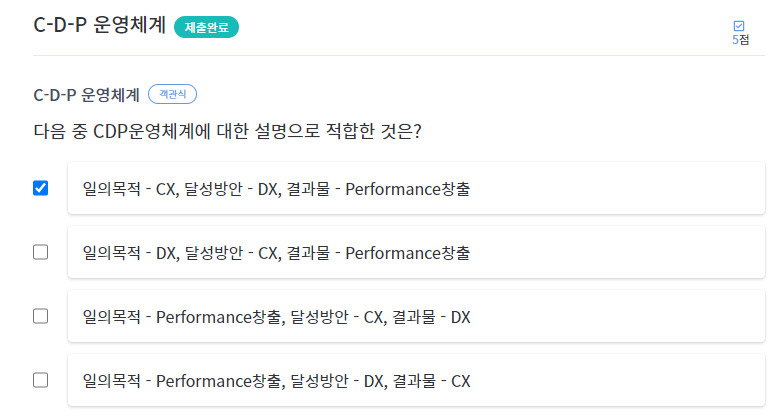 C-D-P 운영체계 제출완료
5점
C-D-P 운영체계 객관식
다음 중 CDP운영체계에 대한 설명으로 적합한 것은?
일의목적 - CX, 달성방안 - DX, 결과물 - Performance창출
일의목적 - DX, 달성방안 - CX, 결과물 - Performance창출
일의목적 - Performance창출, 달성방안 - CX, 결과물 - DX
일의목적 - Performance창출, 달성방안 - DX, 결과물 - CX